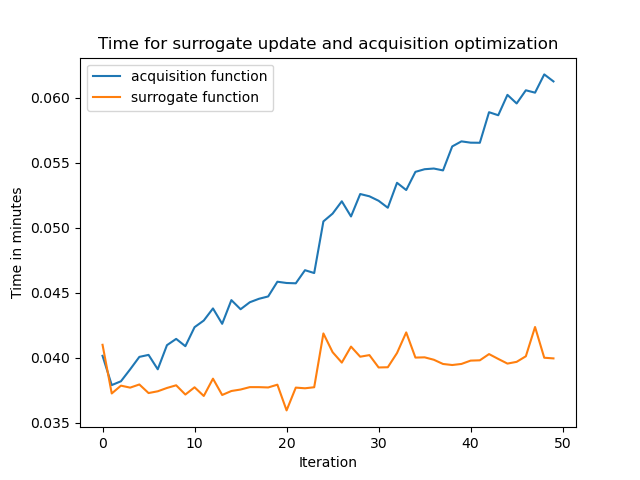 Time for surrogate update and acquisition optimization
acquisition function
surrogate function
0.060
0.055
0.050
0.045
0.040
0.035
Time in minutes
0 10 20 30 40 50
Iteration